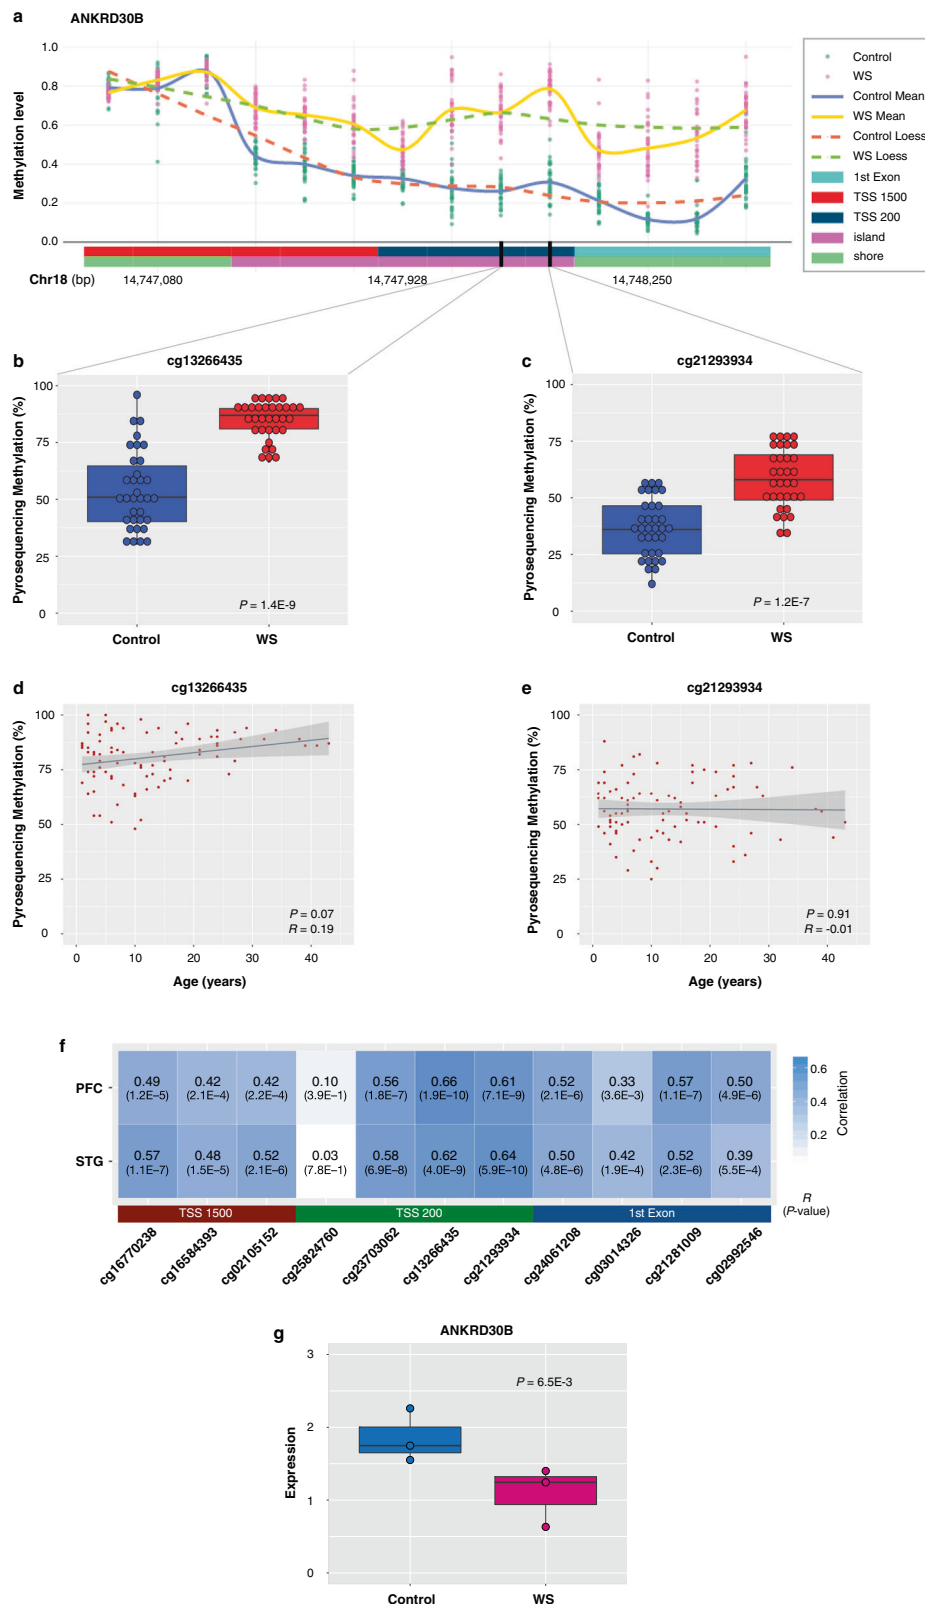 a
ANKRD30B
Methylation level
1.0
0.8
0.6
0.4
0.2
0.0
Chr18 (bp)
14,747,080
14,747,928
14,748,250
Control
WS
Control Mean
WS Mean
Control Loess
WS Loess
1st Exon
TSS 1500
TSS 200
island
shore
b
cg13266435
Pyrosequencing Methylation (%)
100
75
50
25
0
P = 1.4E-9
Control
WS
c
cg21293934
Pyrosequencing Methylation (%)
100
75
50
25
0
P = 1.2E-7
Control
WS
d
cg13266435
Pyrosequencing Methylation (%)
100
75
50
25
0
P = 0.07
R = 0.19
0
10
20
30
40
Age (years)
e
cg21293934
Pyrosequencing Methylation (%)
100
75
50
25
0
P = 0.91
R = -0.01
0
10
20
30
40
Age (years)
f
PFC
0.49 0.42 0.42 0.10 0.56 0.66 0.61 0.52 0.33 0.57 0.50
(1.2E–5) (2.1E–4) (2.2E–4) (3.9E–1) (1.8E–7) (1.9E–10) (7.1E–9) (2.1E–6) (3.6E–3) (1.1E–7) (4.9E–6)
STG
0.57 0.48 0.52 0.03 0.58 0.62 0.64 0.50 0.42 0.52 0.39
(1.1E–7) (1.5E–5) (2.1E–6) (7.8E–1) (6.9E–8) (4.0E–9) (5.9E–10) (4.8E–6) (1.9E–4) (2.3E–6) (5.5E–4)
TSS 1500
TSS 200
1st Exon
cg16770238
cg16584393
cg02105152
cg25824760
cg23703062
cg13266435
cg21293934
cg24061208
cg03014326
cg21281009
cg02992546
0.6
0.4
0.2
Correlation
R
(P-value)
g
ANKRD30B
Expression
3
2
1
0
P = 6.5E-3
Control
WS